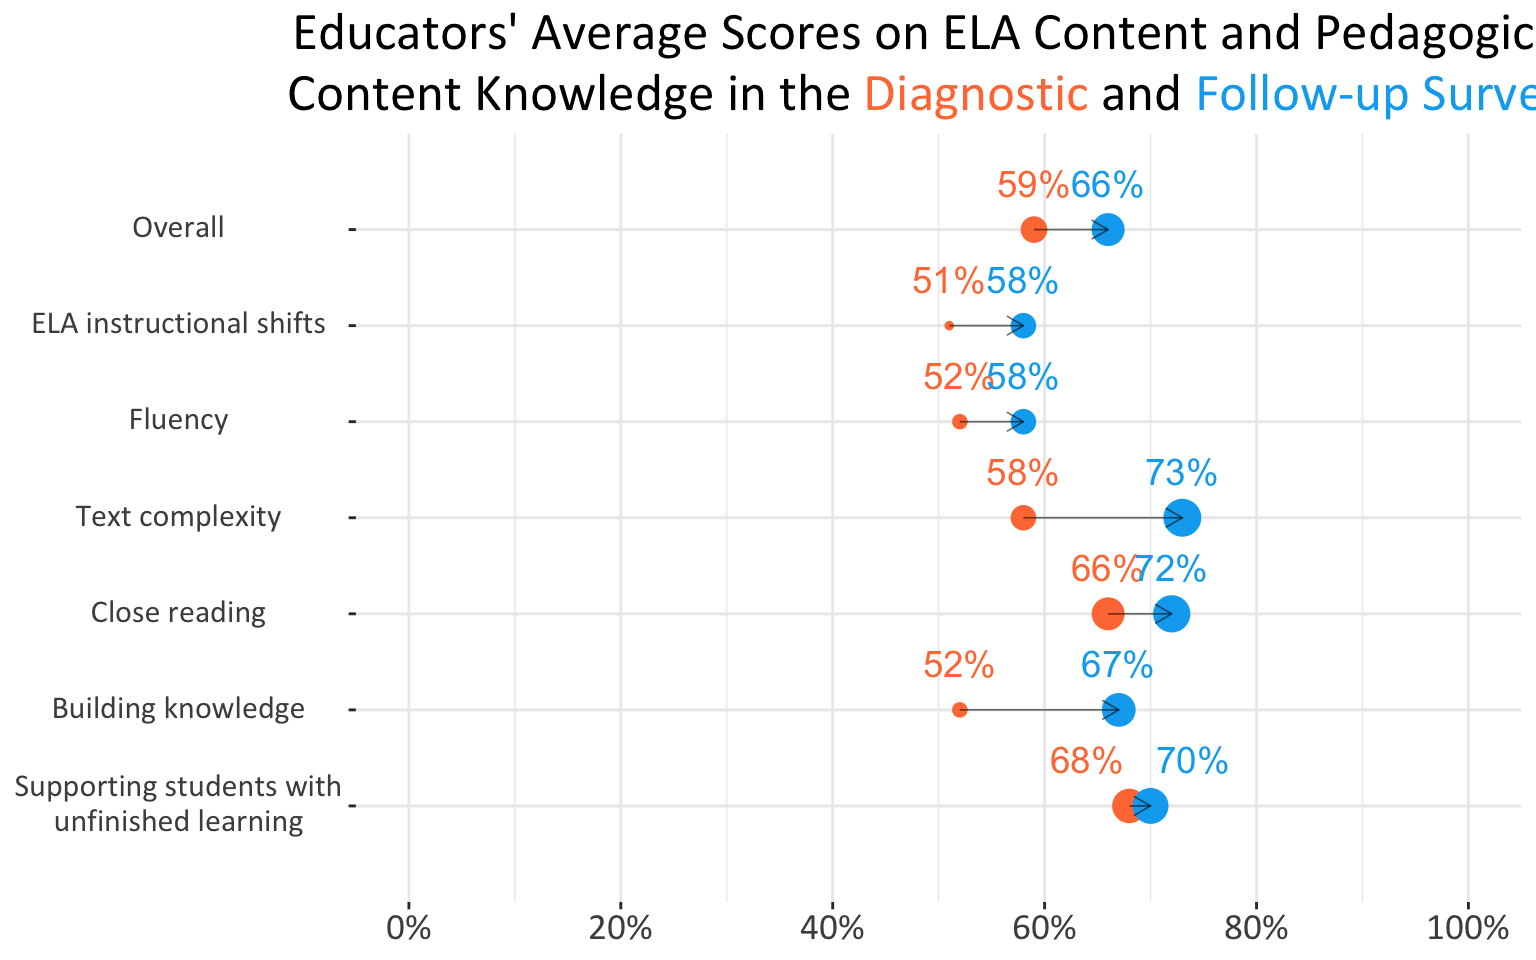 Educators' Average Scores on ELA Content and Pedagogic
Content Knowledge in the Diagnostic and Follow-up Surve
59% 66%
Overall
51% 58%
ELA instructional shifts
52% 58%
Fluency
58% 73%
Text complexity
66% 72%
Close reading
52% 67%
Building knowledge
68% 70%
Supporting students with
unfinished learning
0% 20% 40% 60% 80% 100%